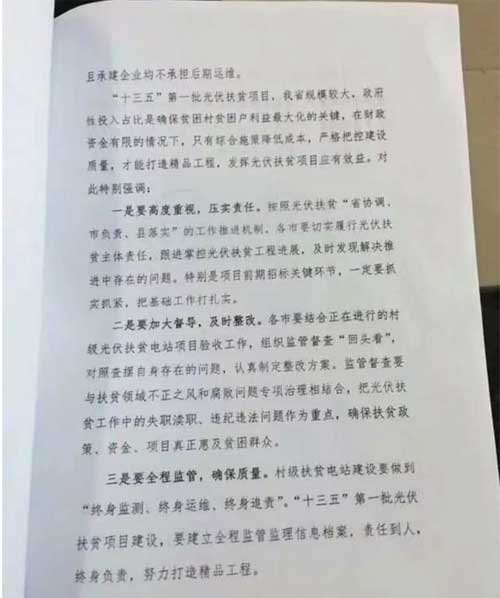 且承建企业均不承担后期运维。
“十三五”第一批光伏扶贫项目，我省规模较大，政府
性投入占比是确保贫困村贫困户利益最大化的关键，在财政
资金有限的情况下，只有综合施策降低成本，严格把控建设
质量，才能打造精品工程，发挥光伏扶贫项目应有效益。对
此特别强调：
一是要高度重视，压实责任。按照光伏扶贫“省协调、
市负责、县落实”的工作推进机制，各市要切实履行光伏扶
贫主体责任，跟进掌控光伏扶贫工程进展，及时发现解决推
进中存在的问题。特别是项目前期招标关键环节，一定要抓
实抓紧，把基础工作打扎实。
二是要加大督导，及时整改。各市要结合正在进行的村
级光伏扶贫电站项目验收工作，组织监管督查“回头看”，
对照查摆自身存在的问题，认真制定整改方案。监管督查要
与扶贫领域不正之风和腐败问题专项治理相结合，把光伏扶
贫工作中的失职渎职、违纪违法问题作为重点，确保扶贫政
策、资金、项目真正惠及贫困群众。
三是要全程监管，确保质量。村级扶贫电站建设要做到
“终身监测、终身运维、终身追责”。“十三五”第一批光伏
扶贫项目建设，要建立全程监管监理信息档案，责任到人，
终身负责，努力打造精品工程。